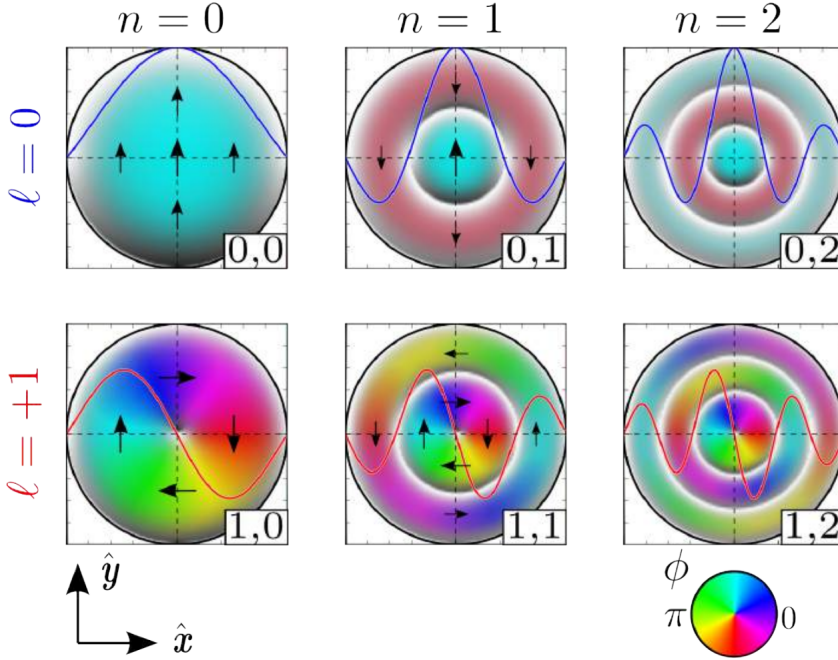 n = 0 n = 1 n = 2
ℓ = 0
0,0 0,1 0,2
ℓ = +1
1,0 1,1 1,2
ŷ
x̂
ϕ
π 0